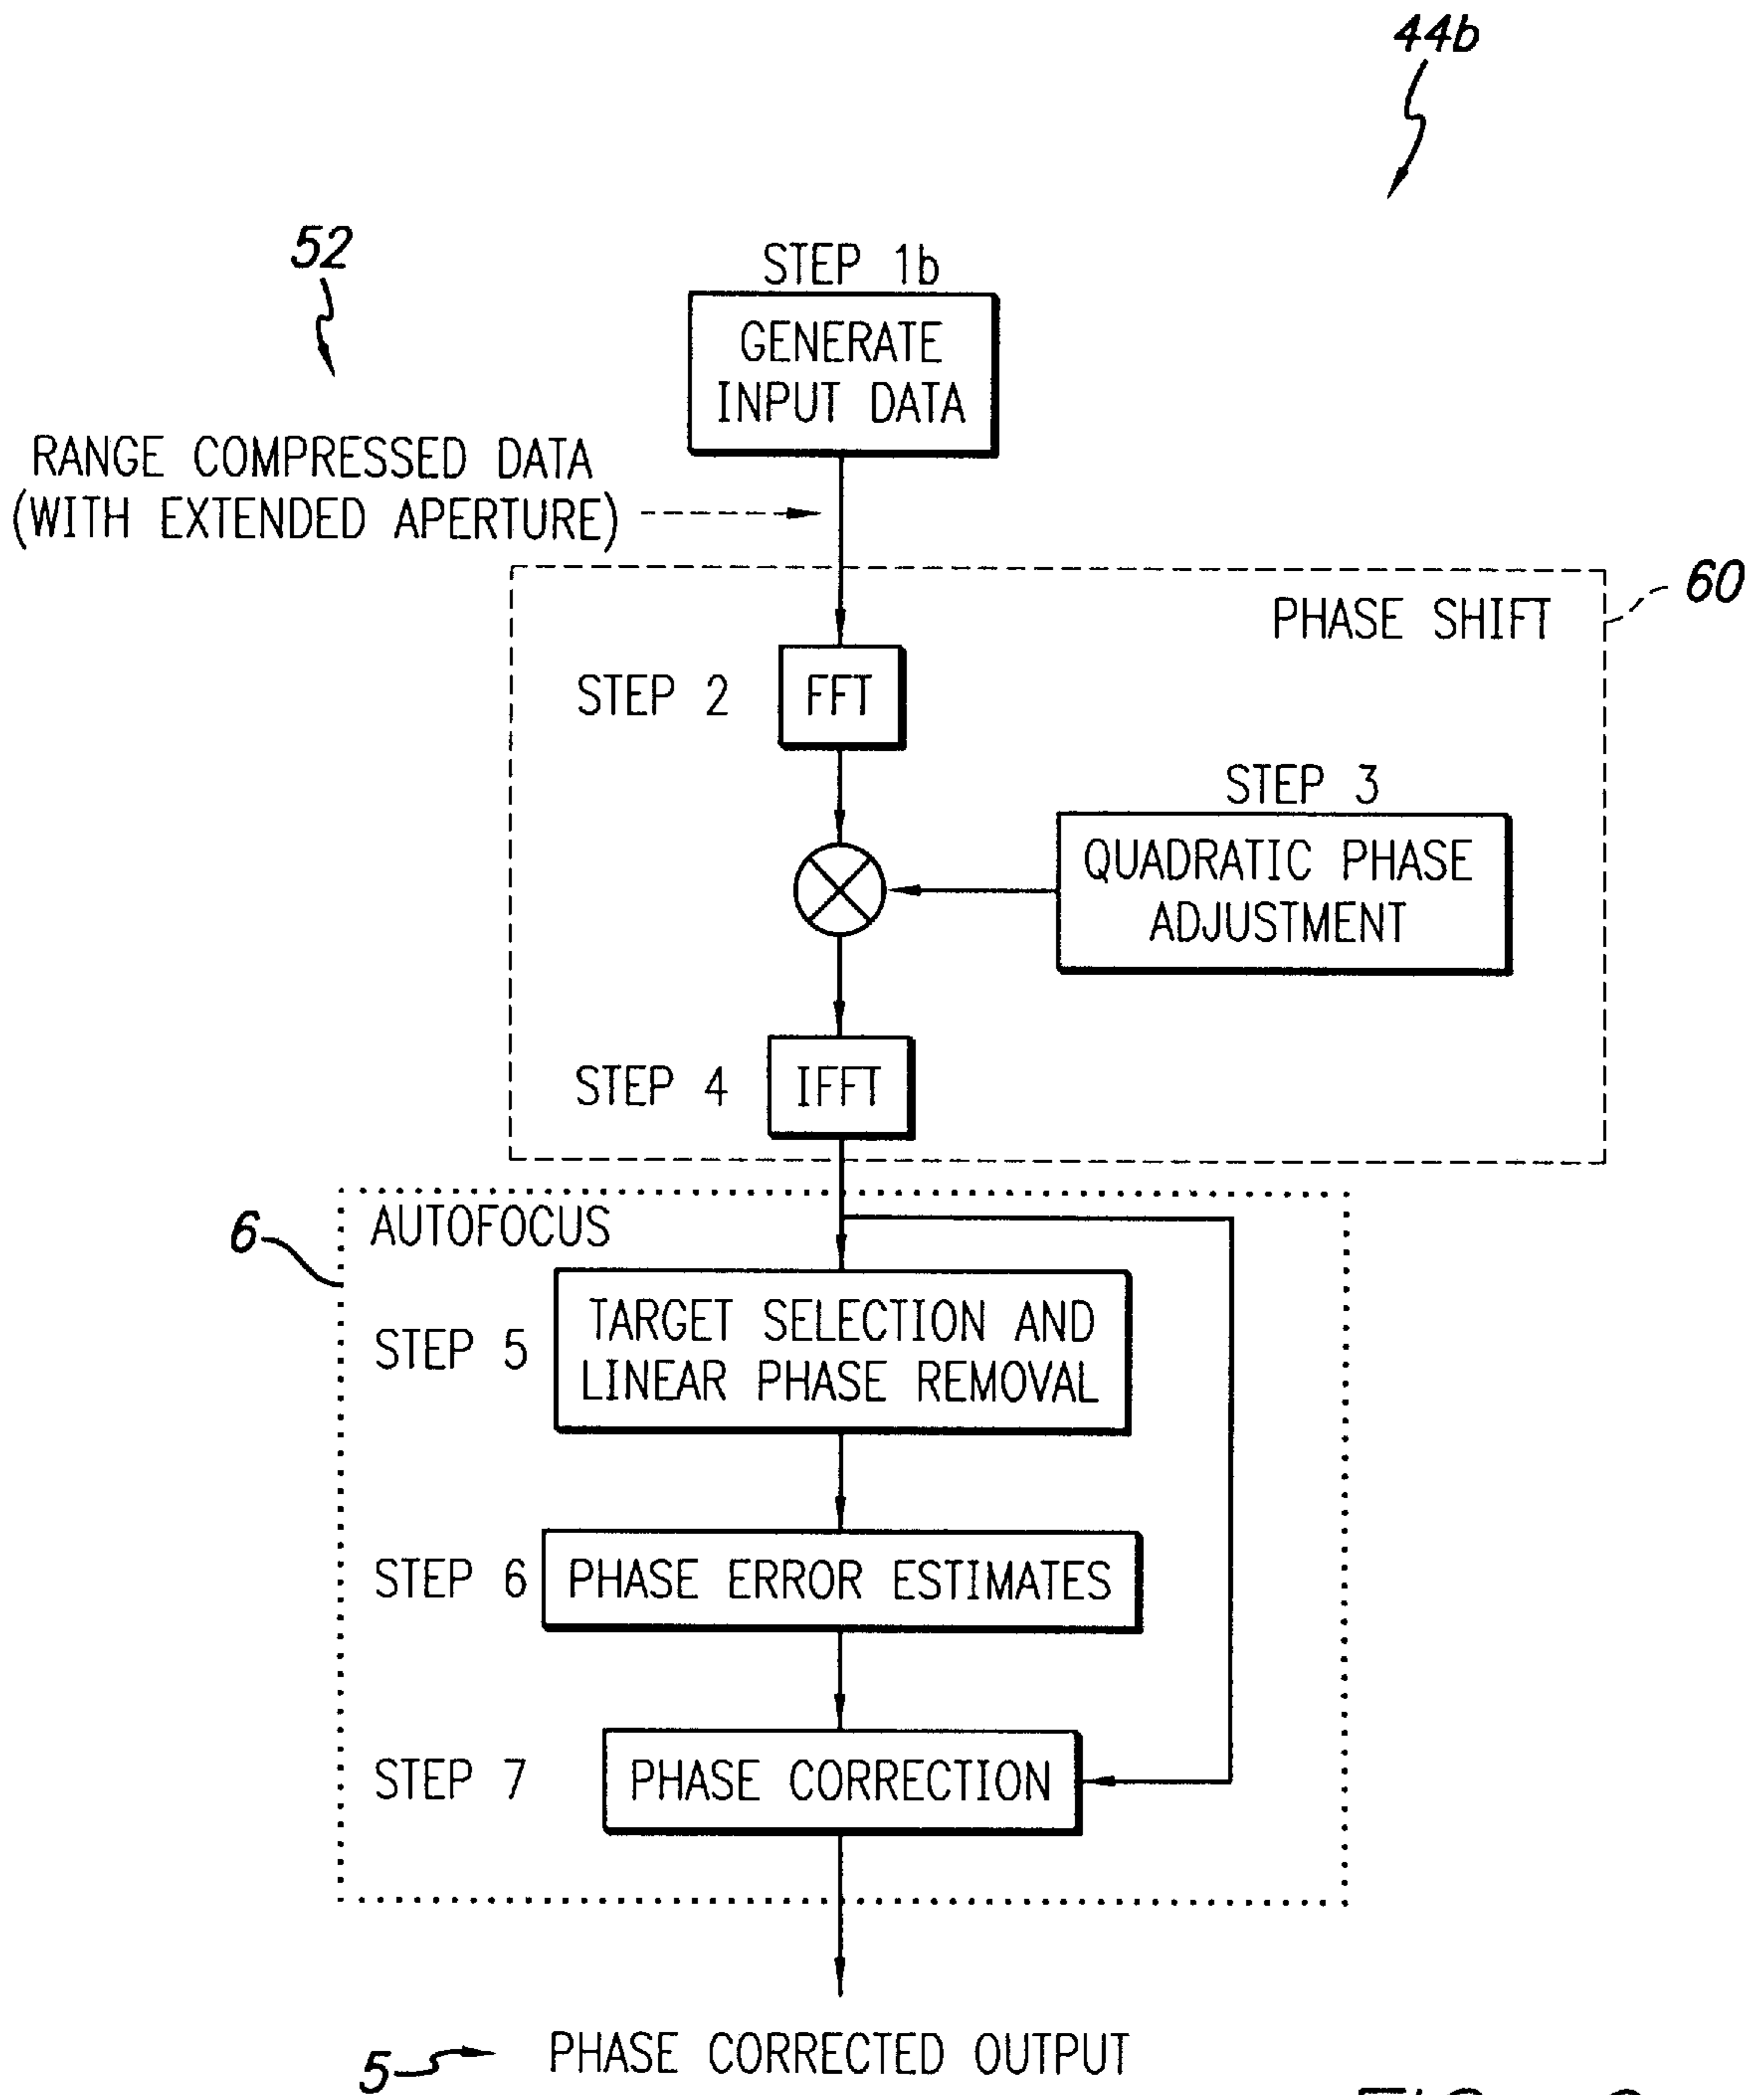 44b
52
STEP 1b
GENERATE
INPUT DATA
RANGE COMPRESSED DATA
(WITH EXTENDED APERTURE)
60
PHASE SHIFT
STEP 2
FFT
STEP 3
QUADRATIC PHASE
ADJUSTMENT
STEP 4
IFFT
6
AUTOFOCUS
STEP 5
TARGET SELECTION AND
LINEAR PHASE REMOVAL
STEP 6
PHASE ERROR ESTIMATES
STEP 7
PHASE CORRECTION
5
PHASE CORRECTED OUTPUT